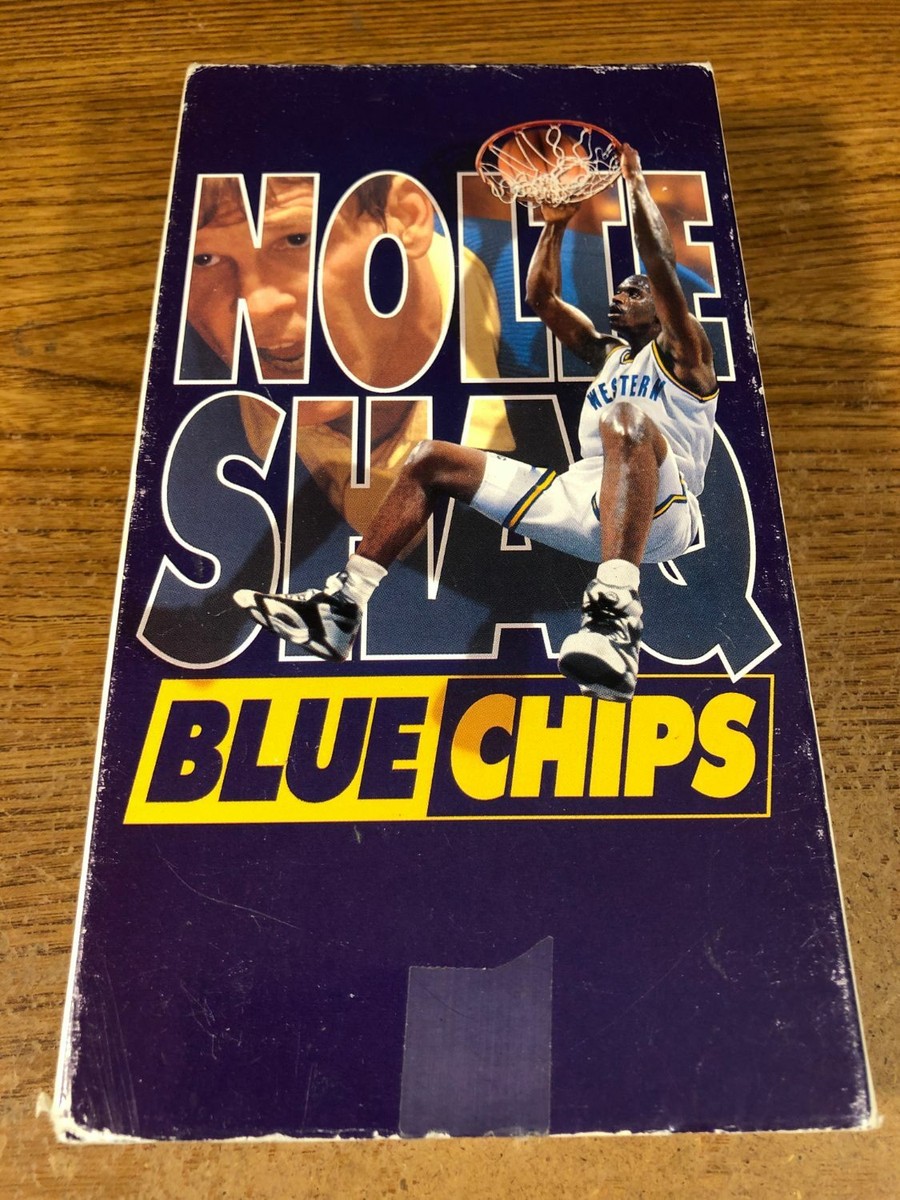 NOLTE
SHAQ
WESTERN
BLUE CHIPS